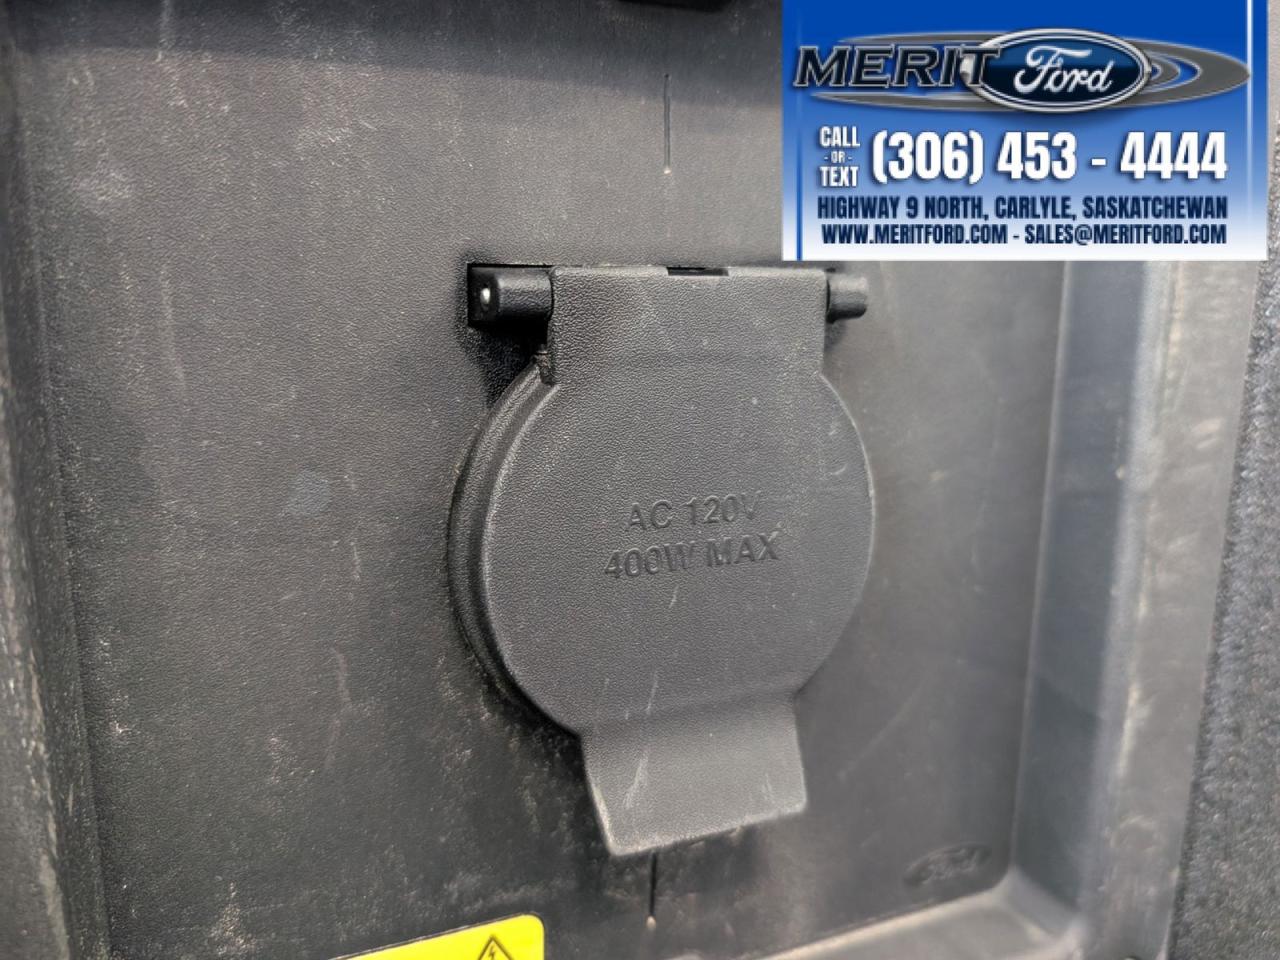 MERIT Ford
CALL
- OR -
TEXT
(306) 453 - 4444
HIGHWAY 9 NORTH, CARLYLE, SASKATCHEWAN
WWW.MERITFORD.COM - SALES@MERITFORD.COM
AC 120V
400W MAX
Ford